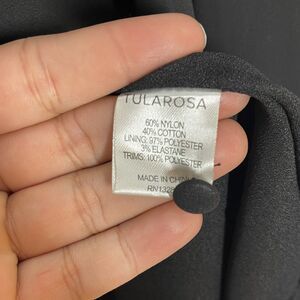 TULAROSA
60% NYLON
40% COTTON
LINING: 97% POLYESTER
3% ELASTANE
TRIMS: 100% POLYESTER
MADE IN CHINA